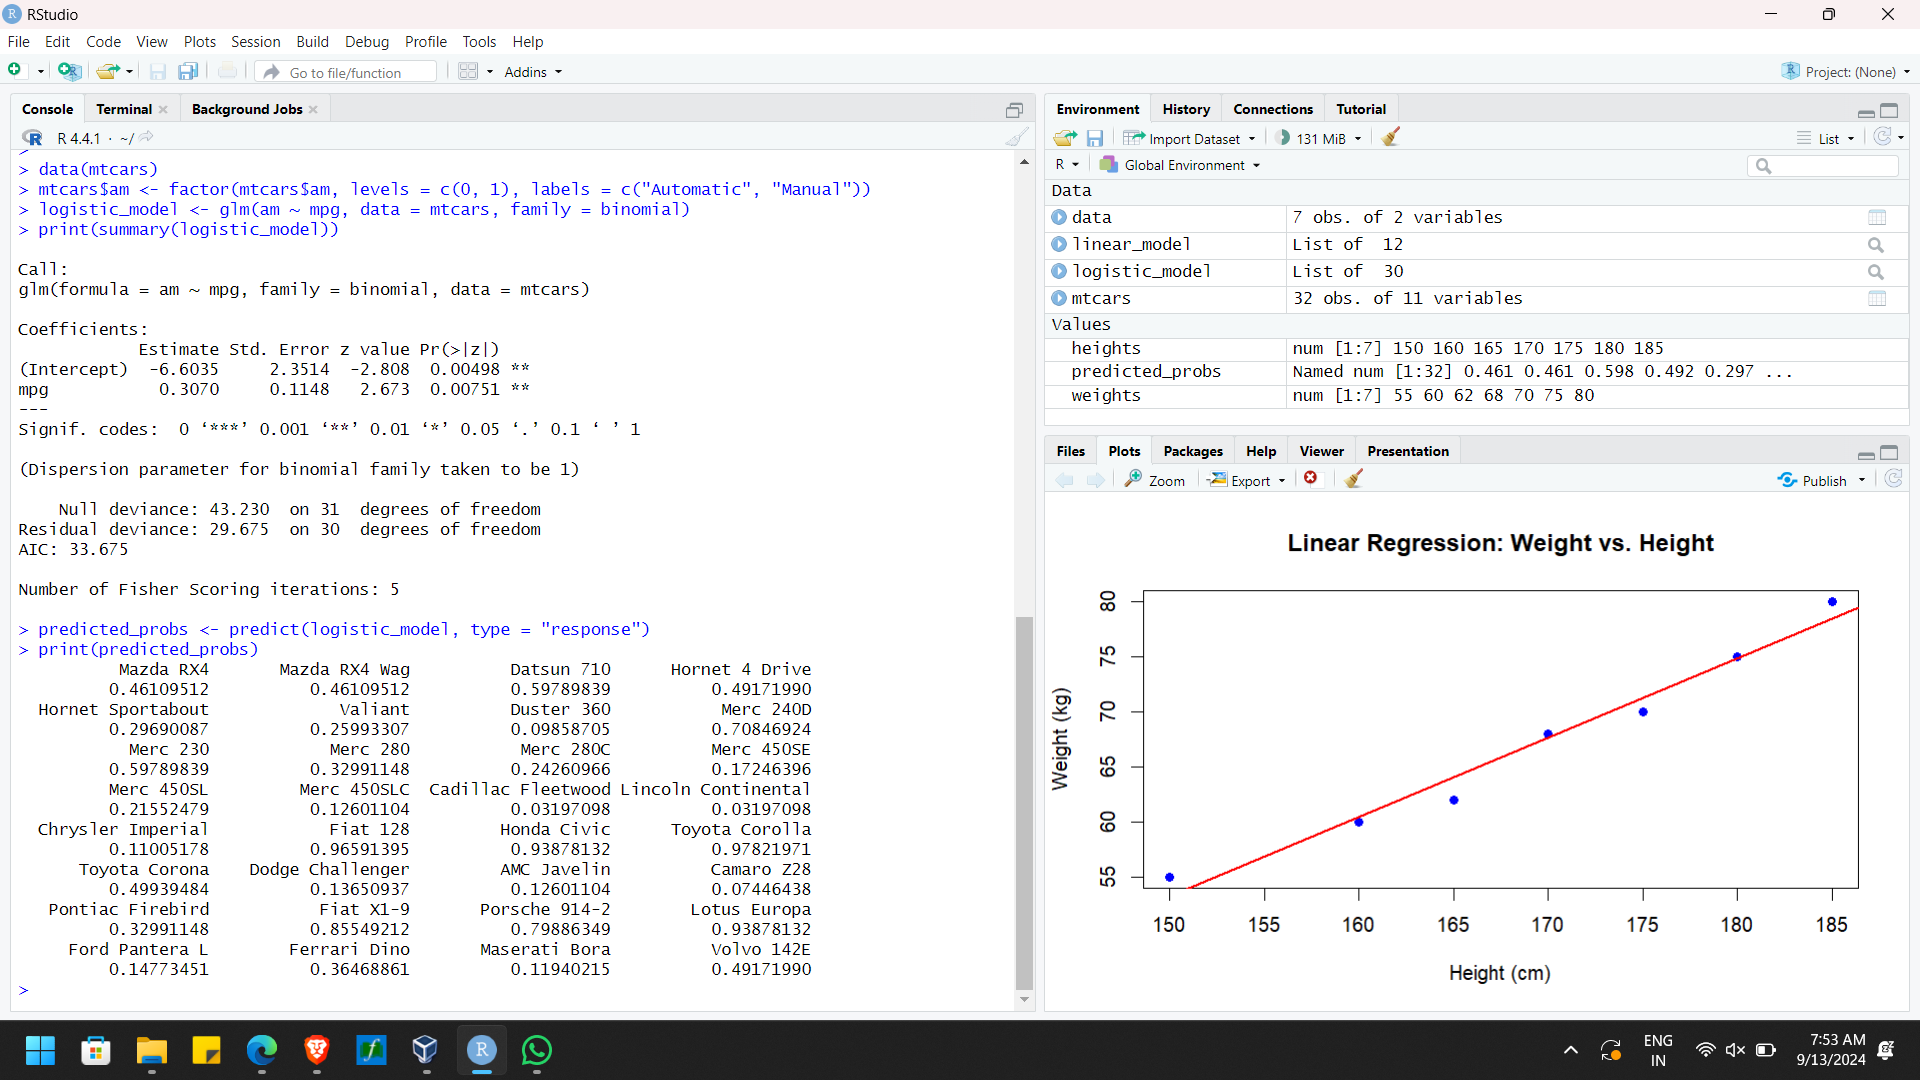 RStudio
File Edit Code View Plots Session Build Debug Profile Tools Help
Go to file/function
Addins
Project: (None)
Console Terminal Background Jobs
R 4.4.1 · ~/
> data(mtcars)
> mtcars$am <- factor(mtcars$am, levels = c(0, 1), labels = c("Automatic", "Manual"))
> logistic_model <- glm(am ~ mpg, data = mtcars, family = binomial)
> print(summary(logistic_model))
Call:
glm(formula = am ~ mpg, family = binomial, data = mtcars)
Coefficients:
Estimate Std. Error z value Pr(>|z|)
(Intercept) -6.6035 2.3514 -2.808 0.00498 **
mpg 0.3070 0.1148 2.673 0.00751 **
---
Signif. codes: 0 ‘***’ 0.001 ‘**’ 0.01 ‘*’ 0.05 ‘.’ 0.1 ‘ ’ 1
(Dispersion parameter for binomial family taken to be 1)
Null deviance: 43.230 on 31 degrees of freedom
Residual deviance: 29.675 on 30 degrees of freedom
AIC: 33.675
Number of Fisher Scoring iterations: 5
> predicted_probs <- predict(logistic_model, type = "response")
> print(predicted_probs)
Mazda RX4 Mazda RX4 Wag Datsun 710 Hornet 4 Drive
0.46109512 0.46109512 0.59789839 0.49171990
Hornet Sportabout Valiant Duster 360 Merc 240D
0.29690087 0.25993307 0.09858705 0.70846924
Merc 230 Merc 280 Merc 280C Merc 450SE
0.59789839 0.32991148 0.24260966 0.17246396
Merc 450SL Merc 450SLC Cadillac Fleetwood Lincoln Continental
0.21552479 0.12601104 0.03197098 0.03197098
Chrysler Imperial Fiat 128 Honda Civic Toyota Corolla
0.11005178 0.96591395 0.93878132 0.97821971
Toyota Corona Dodge Challenger AMC Javelin Camaro Z28
0.49939484 0.13650937 0.12601104 0.07446438
Pontiac Firebird Fiat X1-9 Porsche 914-2 Lotus Europa
0.32991148 0.85549212 0.79886349 0.93878132
Ford Pantera L Ferrari Dino Maserati Bora Volvo 142E
0.14773451 0.36468861 0.11940215 0.49171990
>
Environment History Connections Tutorial
Import Dataset 131 MiB List
R Global Environment
Data
data 7 obs. of 2 variables
linear_model List of 12
logistic_model List of 30
mtcars 32 obs. of 11 variables
Values
heights num [1:7] 150 160 165 170 175 180 185
predicted_probs Named num [1:32] 0.461 0.461 0.598 0.492 0.297 ...
weights num [1:7] 55 60 62 68 70 75 80
Files Plots Packages Help Viewer Presentation
Zoom Export Publish
Linear Regression: Weight vs. Height
Weight (kg)
80
75
70
65
60
55
150 155 160 165 170 175 180 185
Height (cm)
ENG
IN
7:53 AM
9/13/2024